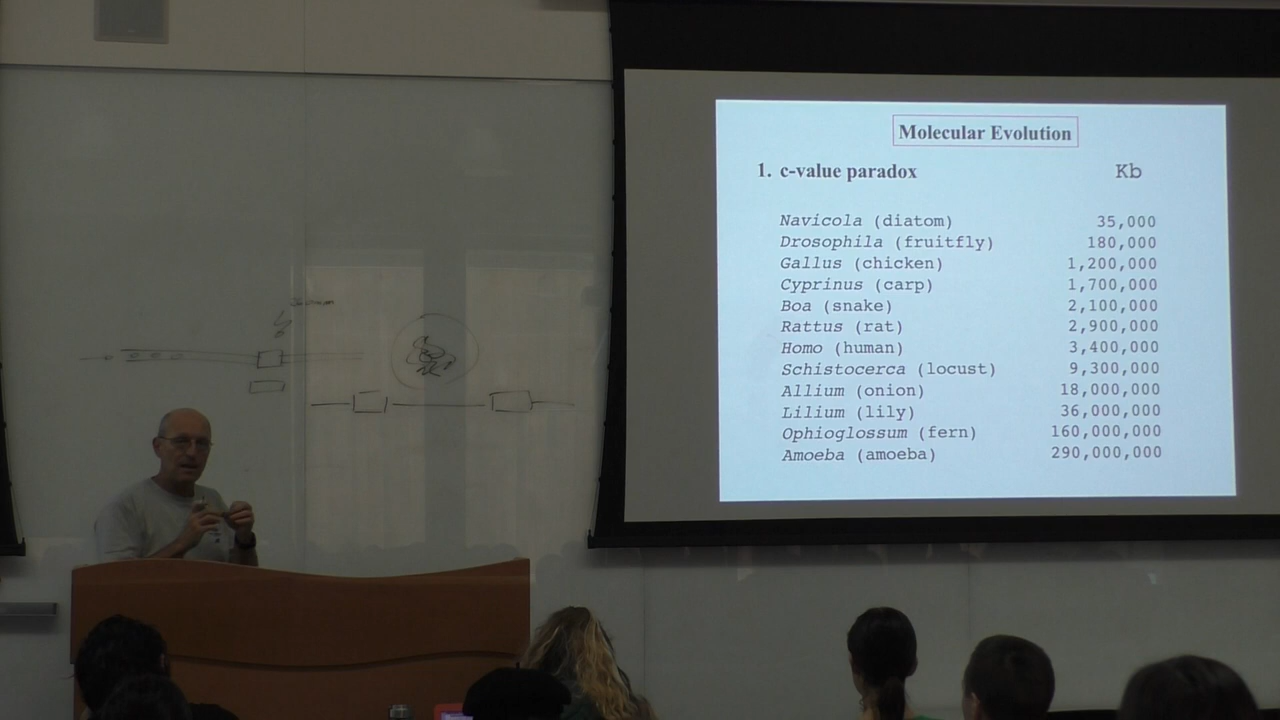 Molecular Evolution
1. c-value paradox Kb
Navicola (diatom) 35,000
Drosophila (fruitfly) 180,000
Gallus (chicken) 1,200,000
Cyprinus (carp) 1,700,000
Boa (snake) 2,100,000
Rattus (rat) 2,900,000
Homo (human) 3,400,000
Schistocerca (locust) 9,300,000
Allium (onion) 18,000,000
Lilium (lily) 36,000,000
Ophioglossum (fern) 160,000,000
Amoeba (amoeba) 290,000,000